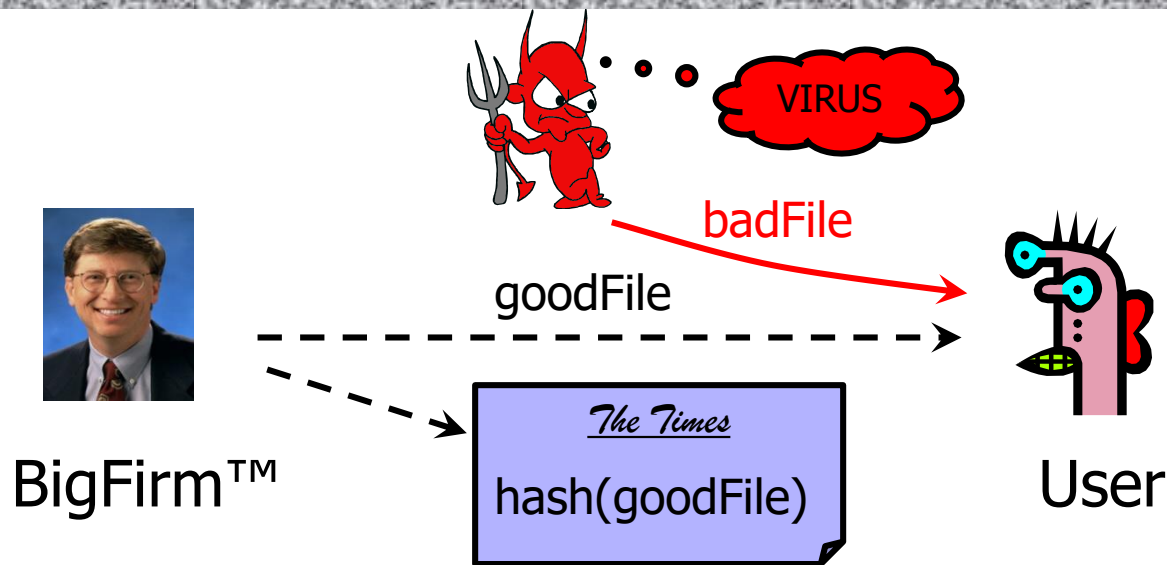 VIRUS
badFile
goodFile
The Times
hash(goodFile)
BigFirm™
User